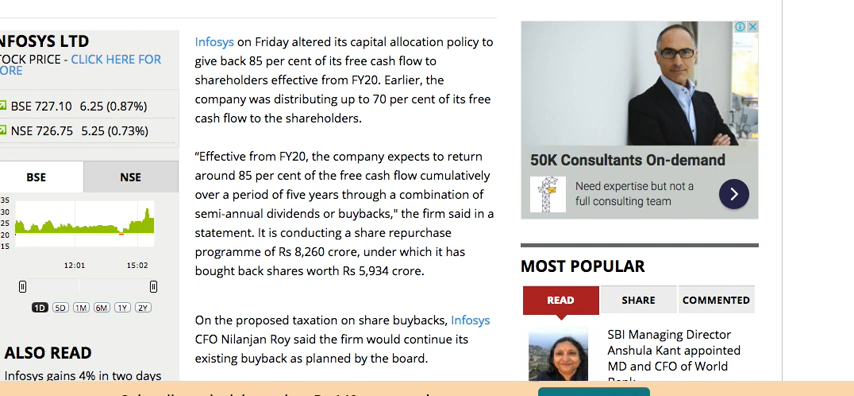 NFOSYS LTD
TOCK PRICE - CLICK HERE FOR
ORE
BSE 727.10 6.25 (0.87%)
NSE 726.75 5.25 (0.73%)
BSE NSE
35
30
25
20
15
12:01 15:02
1D 5D 1M 6M 1Y 2Y
ALSO READ
Infosys gains 4% in two days
Infosys on Friday altered its capital allocation policy to
give back 85 per cent of its free cash flow to
shareholders effective from FY20. Earlier, the
company was distributing up to 70 per cent of its free
cash flow to the shareholders.
"Effective from FY20, the company expects to return
around 85 per cent of the free cash flow cumulatively
over a period of five years through a combination of
semi-annual dividends or buybacks," the firm said in a
statement. It is conducting a share repurchase
programme of Rs 8,260 crore, under which it has
bought back shares worth Rs 5,934 crore.
On the proposed taxation on share buybacks, Infosys
CFO Nilanjan Roy said the firm would continue its
existing buyback as planned by the board.
50K Consultants On-demand
Need expertise but not a
full consulting team
MOST POPULAR
READ SHARE COMMENTED
SBI Managing Director
Anshula Kant appointed
MD and CFO of World
Bank